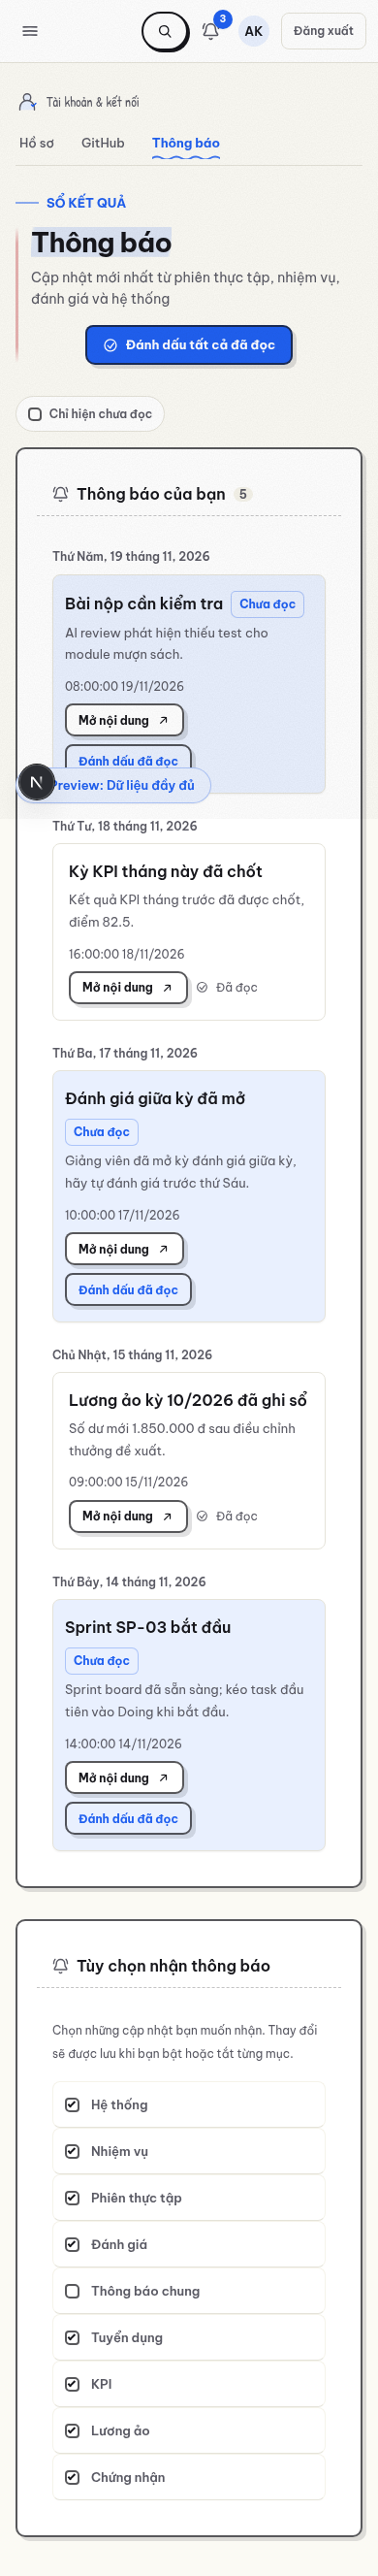 3
AK
Đăng xuất
Tài khoản & kết nối
Hồ sơ
GitHub
Thông báo
SỔ KẾT QUẢ
Thông báo
Cập nhật mới nhất từ phiên thực tập, nhiệm vụ,
đánh giá và hệ thống
Đánh dấu tất cả đã đọc
Chỉ hiện chưa đọc
Thông báo của bạn 5
Thứ Năm, 19 tháng 11, 2026
Bài nộp cần kiểm tra Chưa đọc
AI review phát hiện thiếu test cho
module mượn sách.
08:00:00 19/11/2026
Mở nội dung
Đánh dấu đã đọc
N
Preview: Dữ liệu đầy đủ
Thứ Tư, 18 tháng 11, 2026
Kỳ KPI tháng này đã chốt
Kết quả KPI tháng trước đã được chốt,
điểm 82.5.
16:00:00 18/11/2026
Mở nội dung
Đã đọc
Thứ Ba, 17 tháng 11, 2026
Đánh giá giữa kỳ đã mở
Chưa đọc
Giảng viên đã mở kỳ đánh giá giữa kỳ,
hãy tự đánh giá trước thứ Sáu.
10:00:00 17/11/2026
Mở nội dung
Đánh dấu đã đọc
Chủ Nhật, 15 tháng 11, 2026
Lương ảo kỳ 10/2026 đã ghi sổ
Số dư mới 1.850.000 đ sau điều chỉnh
thưởng đề xuất.
09:00:00 15/11/2026
Mở nội dung
Đã đọc
Thứ Bảy, 14 tháng 11, 2026
Sprint SP-03 bắt đầu
Chưa đọc
Sprint board đã sẵn sàng; kéo task đầu
tiên vào Doing khi bắt đầu.
14:00:00 14/11/2026
Mở nội dung
Đánh dấu đã đọc
Tùy chọn nhận thông báo
Chọn những cập nhật bạn muốn nhận. Thay đổi
sẽ được lưu khi bạn bật hoặc tắt từng mục.
Hệ thống
Nhiệm vụ
Phiên thực tập
Đánh giá
Thông báo chung
Tuyển dụng
KPI
Lương ảo
Chứng nhận